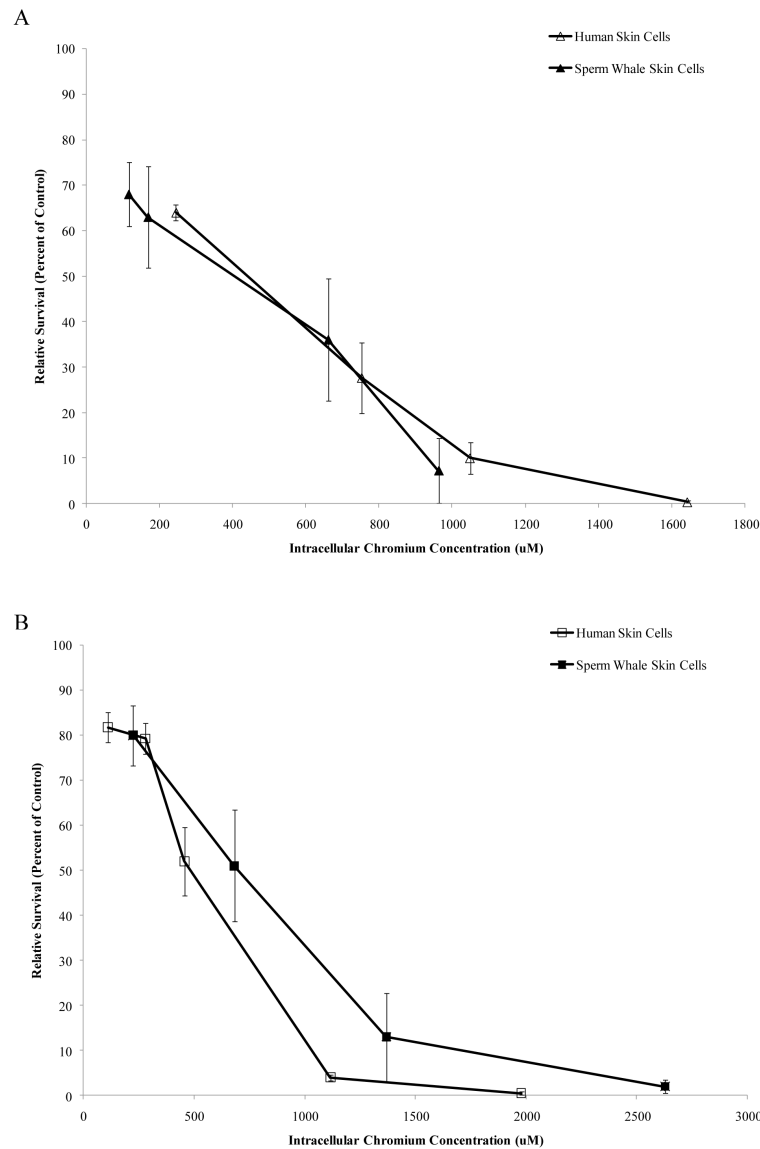 A
Human Skin Cells
Sperm Whale Skin Cells
100
90
80
70
60
50
40
30
20
10
0
Relative Survival (Percent of Control)
0 200 400 600 800 1000 1200 1400 1600 1800
Intracellular Chromium Concentration (uM)
B
Human Skin Cells
Sperm Whale Skin Cells
100
90
80
70
60
50
40
30
20
10
0
Relative Survival (Percent of Control)
0 500 1000 1500 2000 2500 3000
Intracellular Chromium Concentration (uM)